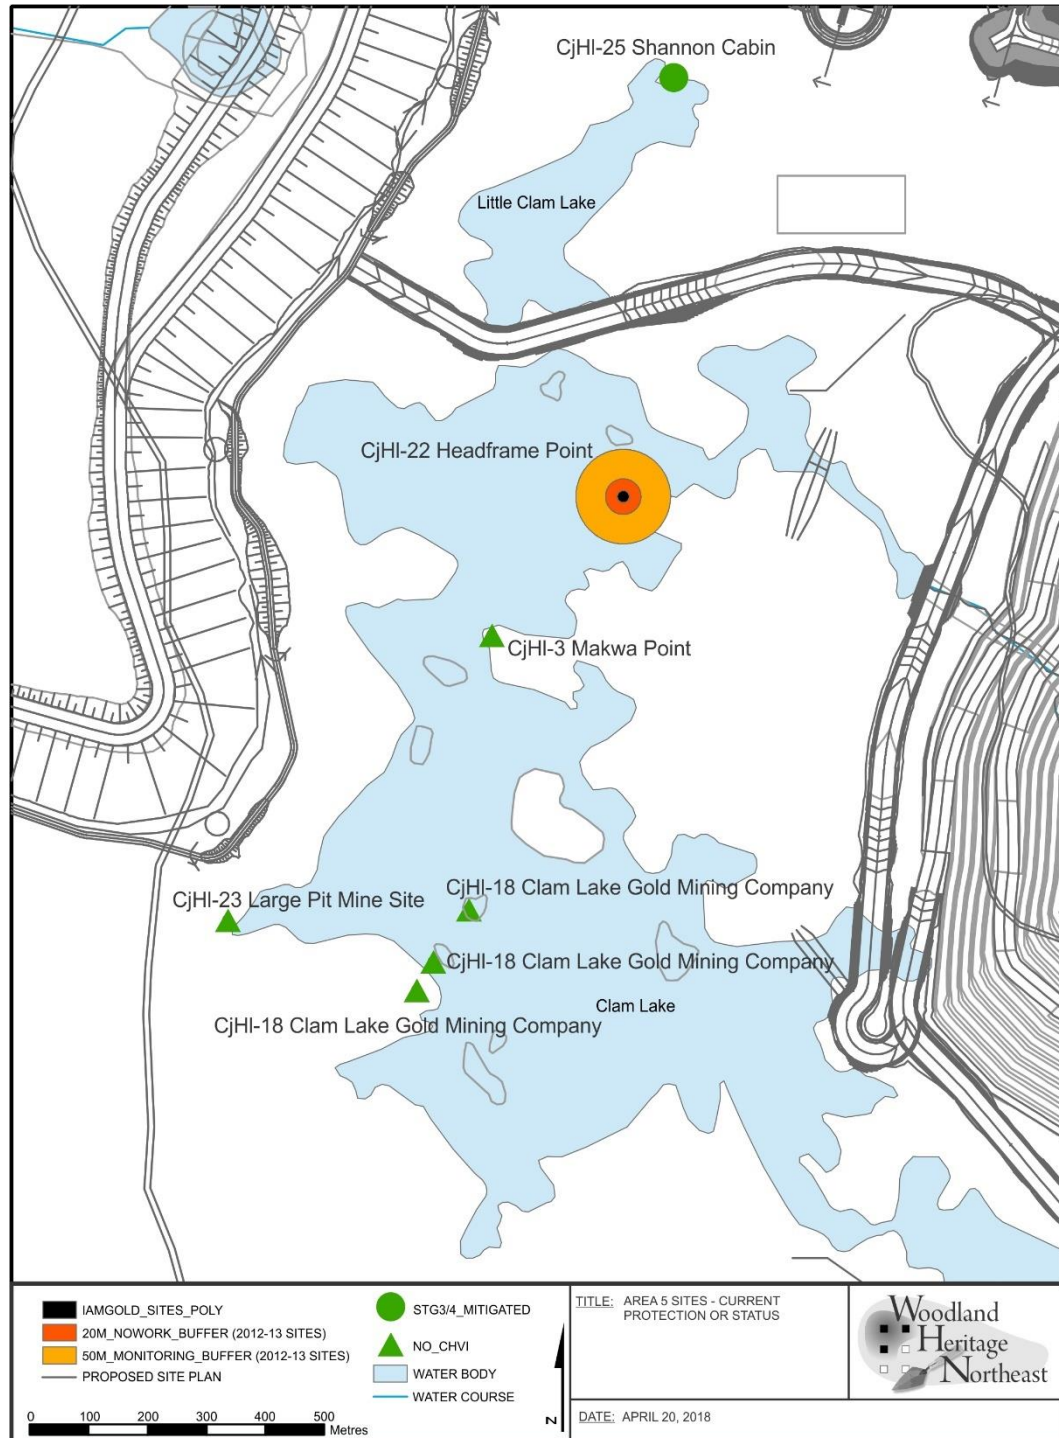 CjHl-25 Shannon Cabin
Little Clam Lake
CjHl-22 Headframe Point
CjHl-3 Makwa Point
CjHl-18 Clam Lake Gold Mining Company
CjHl-23 Large Pit Mine Site
CjHl-18 Clam Lake Gold Mining Company
Clam Lake
CjHl-18 Clam Lake Gold Mining Company
IAMGOLD_SITES_POLY
20M_NOWORK_BUFFER (2012-13 SITES)
50M_MONITORING_BUFFER (2012-13 SITES)
PROPOSED SITE PLAN
0 100 200 300 400 500
Metres
STG3/4_MITIGATED
NO_CHVI
WATER BODY
WATER COURSE
N
TITLE: AREA 5 SITES - CURRENT
PROTECTION OR STATUS
DATE: APRIL 20, 2018
Woodland
Heritage
Northeast